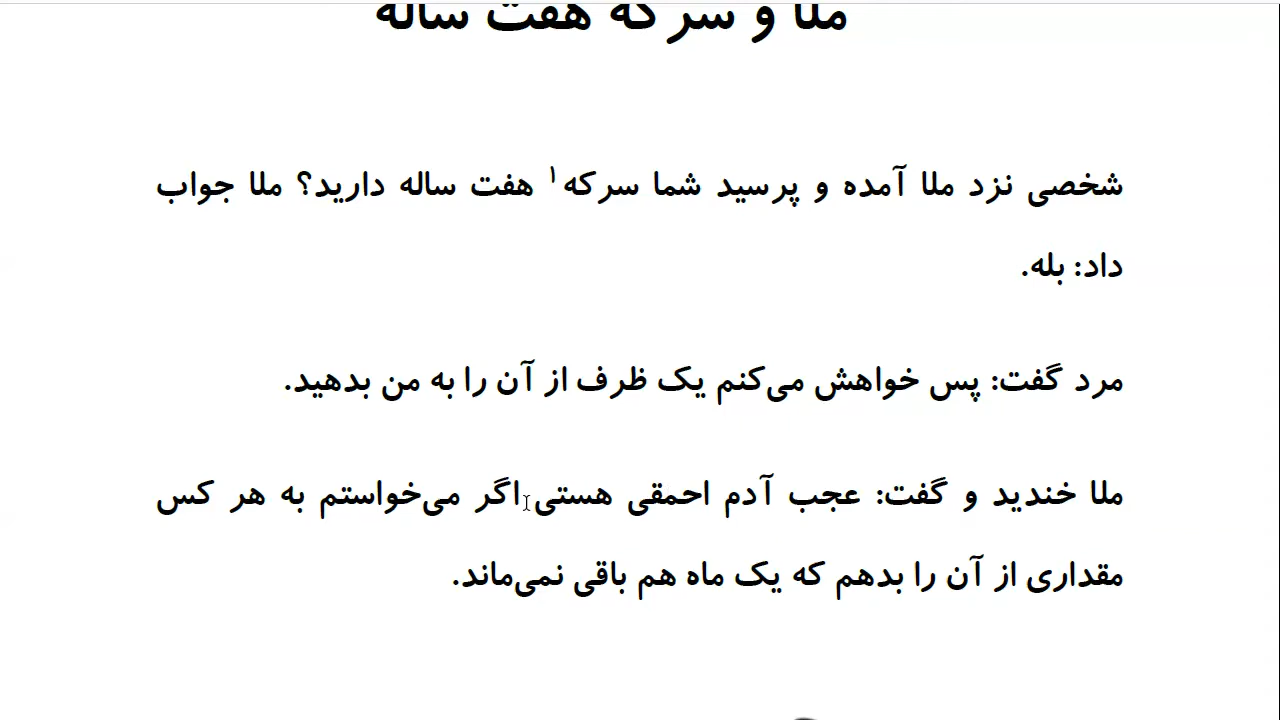 ملا و سرکه هفت ساله
شخصی نزد ملا آمده و پرسید شما سرکه۱ هفت ساله دارید؟ ملا جواب
داد: بله.
مرد گفت: پس خواهش می‌کنم یک ظرف از آن را به من بدهید.
ملا خندید و گفت: عجب آدم احمقی هستی اگر می‌خواستم به هر کس
مقداری از آن را بدهم که یک ماه هم باقی نمی‌ماند.